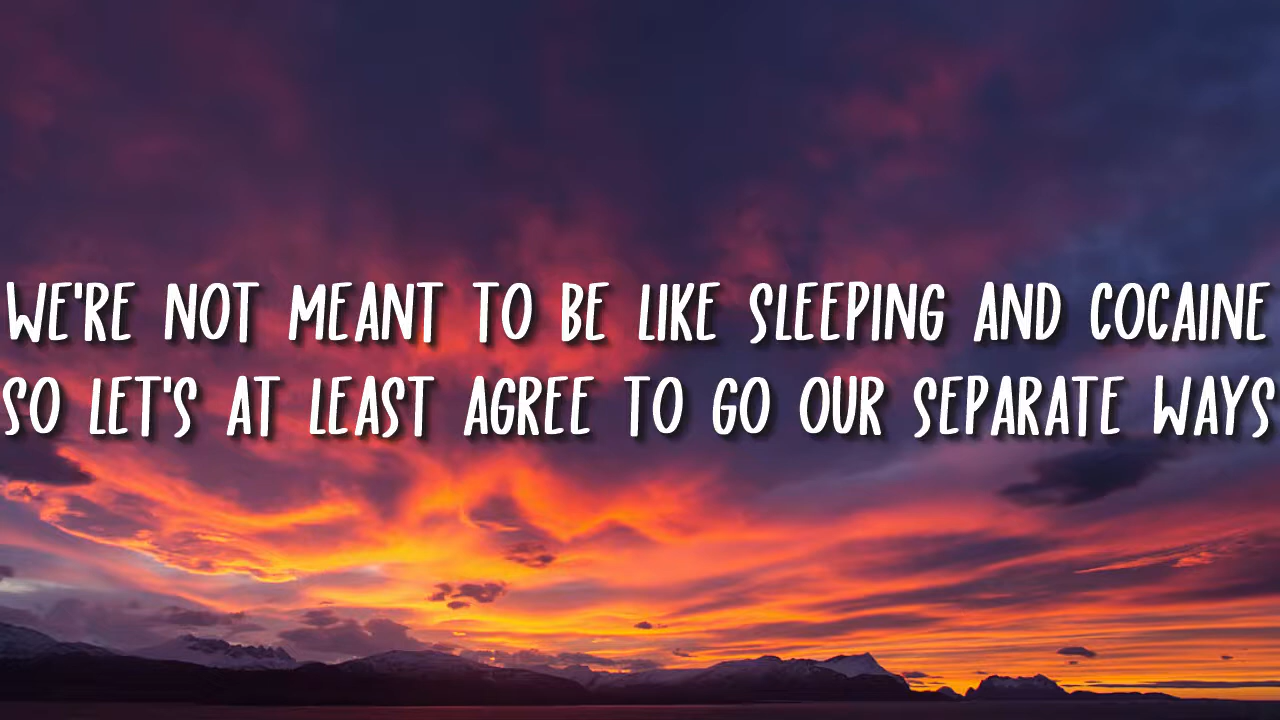 WE'RE NOT MEANT TO BE LIKE SLEEPING AND COCAINE
SO LET'S AT LEAST AGREE TO GO OUR SEPARATE WAYS